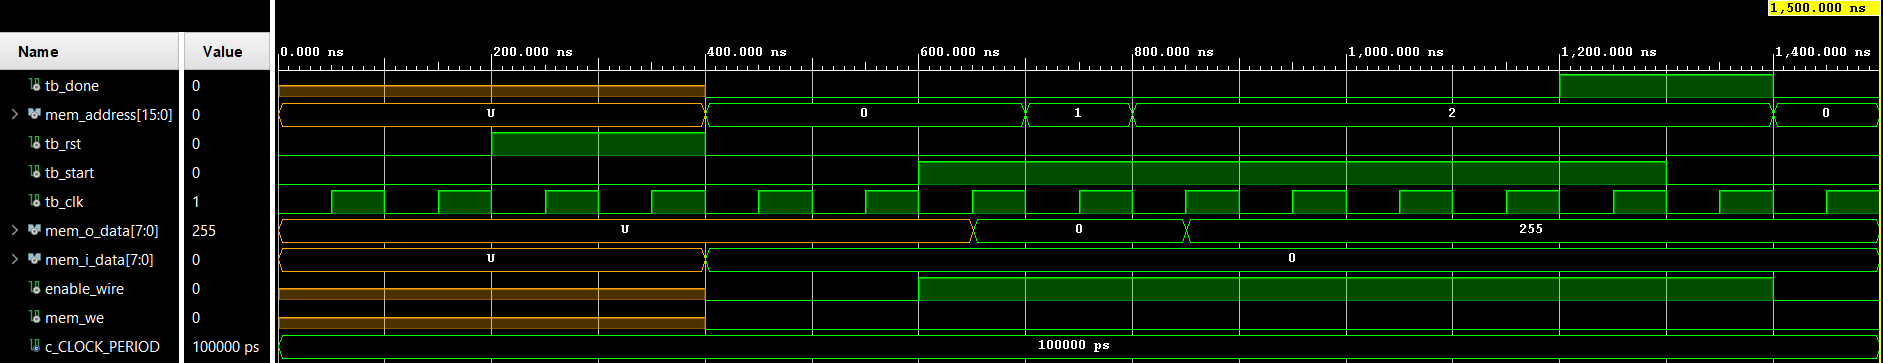 1,500.000 ns
Name Value
0.000 ns 200.000 ns 400.000 ns 600.000 ns 800.000 ns 1,000.000 ns 1,200.000 ns 1,400.000 ns
tb_done 0
mem_address[15:0] 0 U 0 1 2 0
tb_rst 0
tb_start 0
tb_clk 1
mem_o_data[7:0] 255 U 0 255
mem_i_data[7:0] 0 U 0
enable_wire 0
mem_we 0
c_CLOCK_PERIOD 100000 ps 100000 ps